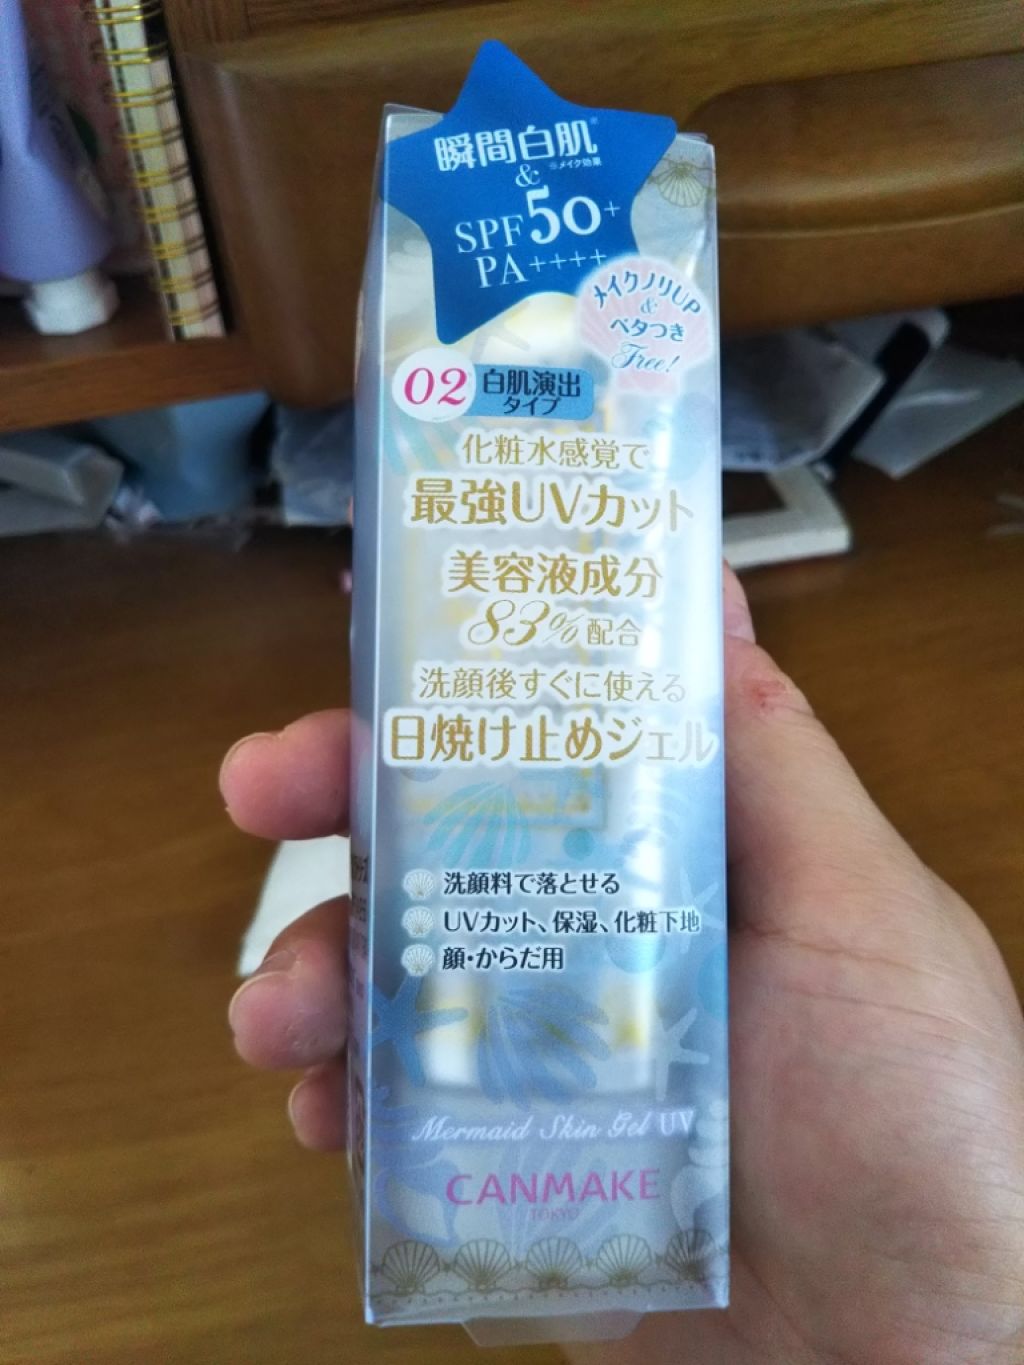 瞬間白肌※
※メイク効果
&
SPF50+
PA++++
メイクノリUP
&
ベタつき
Free!
02 白肌演出
タイプ
化粧水感覚で
最強UVカット
美容液成分
83%配合
洗顔後すぐに使える
日焼け止めジェル
洗顔料で落とせる
UVカット、保湿、化粧下地
顔・からだ用
Mermaid Skin Gel UV
CANMAKE
TOKYO